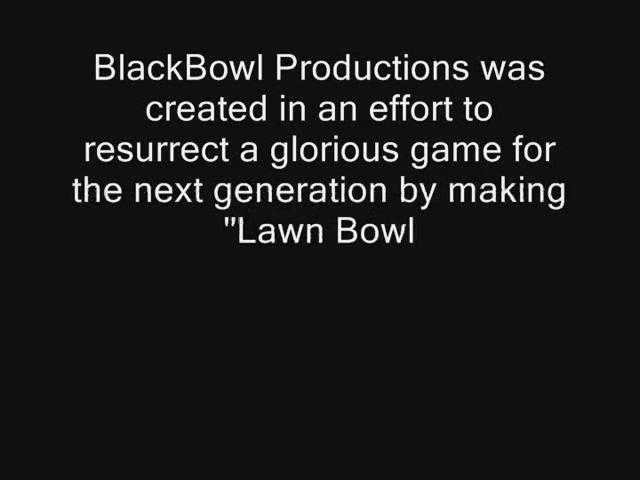 BlackBowl Productions was
created in an effort to
resurrect a glorious game for
the next generation by making
"Lawn Bowl